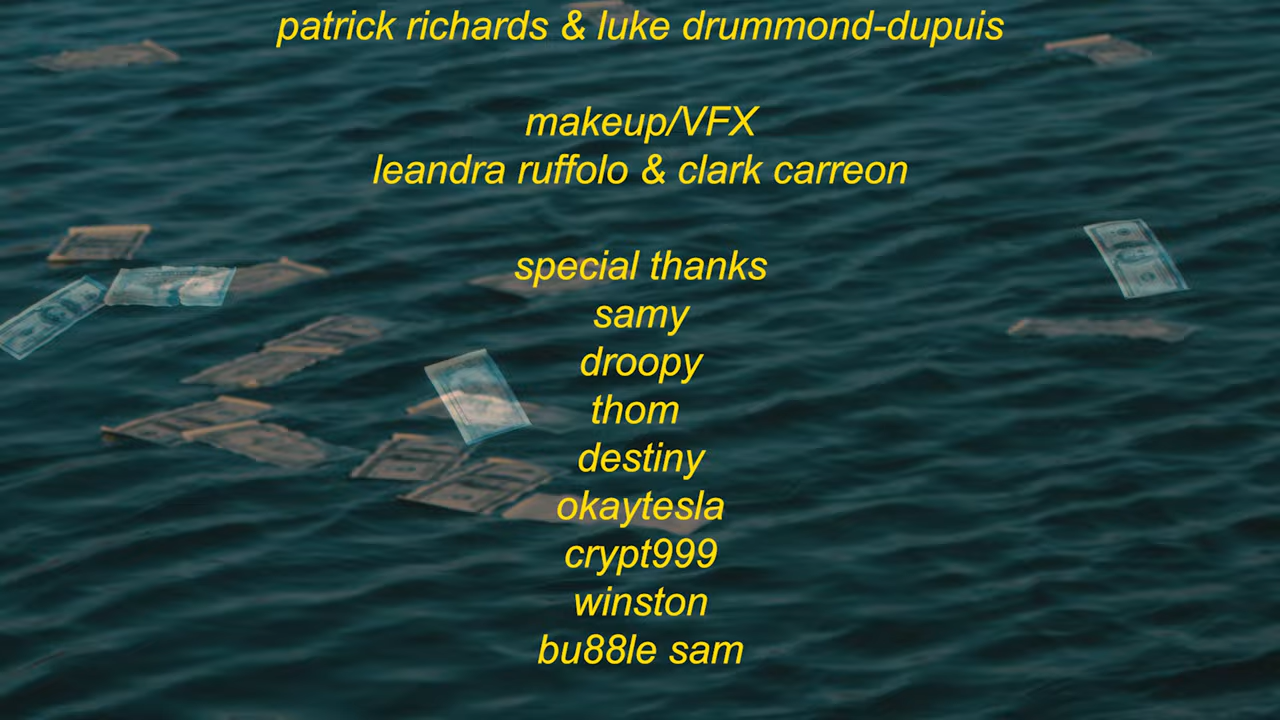 patrick richards & luke drummond-dupuis
makeup/VFX
leandra ruffolo & clark carreon
special thanks
samy
droopy
thom
destiny
okaytesla
crypt999
winston
bu88le sam